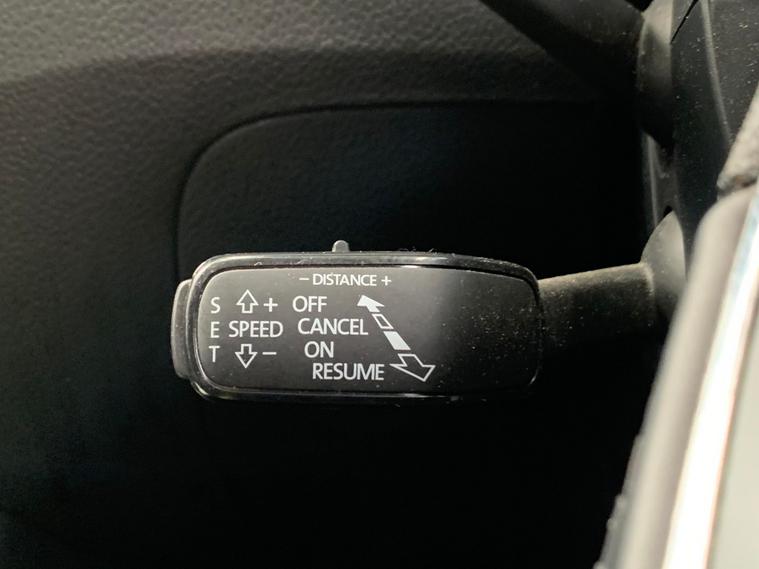 - DISTANCE +
S + OFF
E SPEED CANCEL
T - ON
RESUME